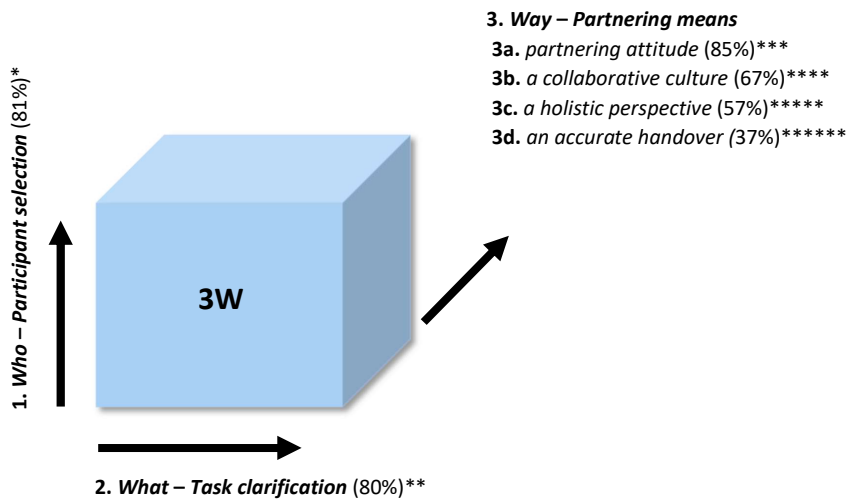 3. Way – Partnering means
3a. partnering attitude (85%)***
3b. a collaborative culture (67%)****
3c. a holistic perspective (57%)*****
3d. an accurate handover (37%)******
1. Who – Participant selection (81%)*
3W
2. What – Task clarification (80%)**